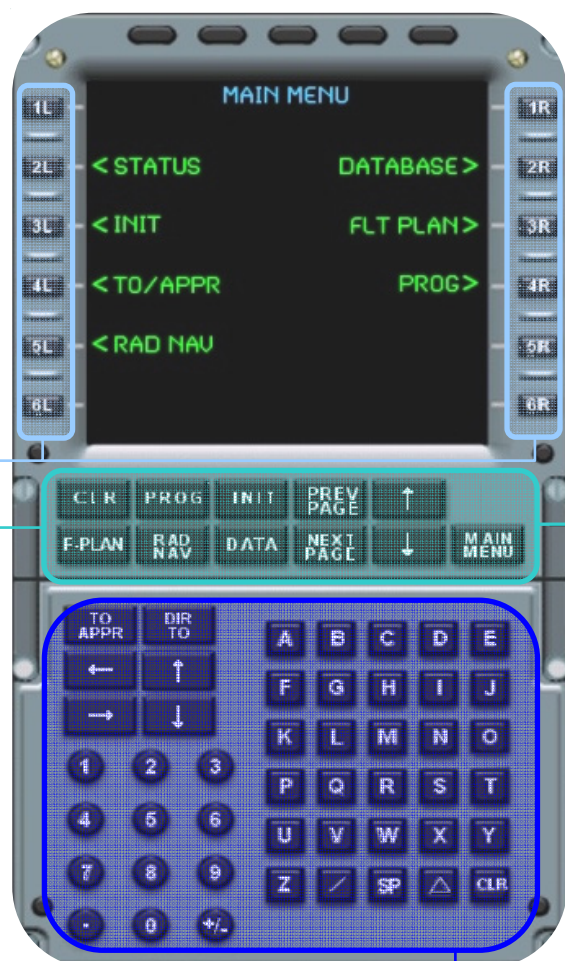 MAIN MENU
1L 1R
2L <STATUS DATABASE> 2R
3L <INIT FLT PLAN> 3R
4L <TO/APPR PROG> 4R
5L <RAD NAV 5R
6L 6R
CLR PROG INIT PREV PAGE ↑
F-PLAN RAD NAV DATA NEXT PAGE ↓ MAIN MENU
TO APPR DIR TO
← ↑
→ ↓
A B C D E
F G H I J
K L M N O
P Q R S T
U V W X Y
Z / SP △ CLR
1 2 3
4 5 6
7 8 9
. 0 +/-